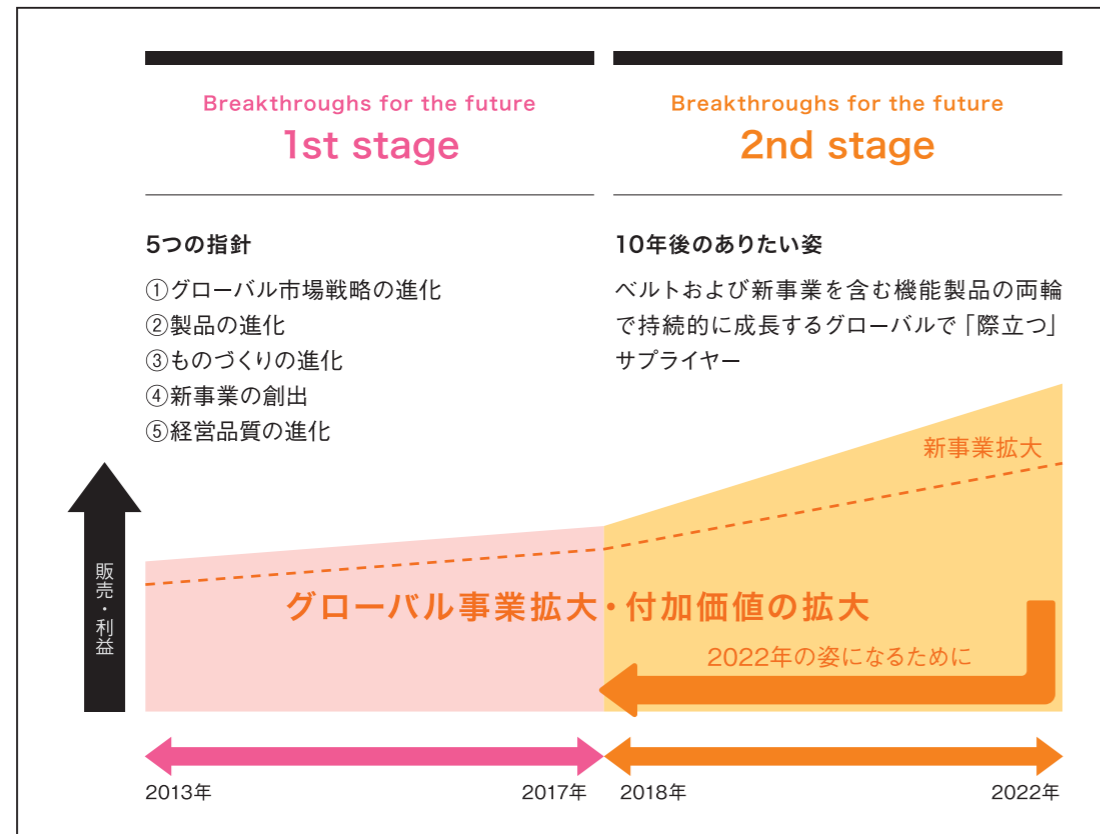 Breakthroughs for the future
1st stage
5つの指針
①グローバル市場戦略の進化
②製品の進化
③ものづくりの進化
④新事業の創出
⑤経営品質の進化
Breakthroughs for the future
2nd stage
10年後のありたい姿
ベルトおよび新事業を含む機能製品の両輪
で持続的に成長するグローバルで「際立つ」
サプライヤー
新事業拡大
販売・利益
グローバル事業拡大・付加価値の拡大
2022年の姿になるために
2013年
2017年
2018年
2022年